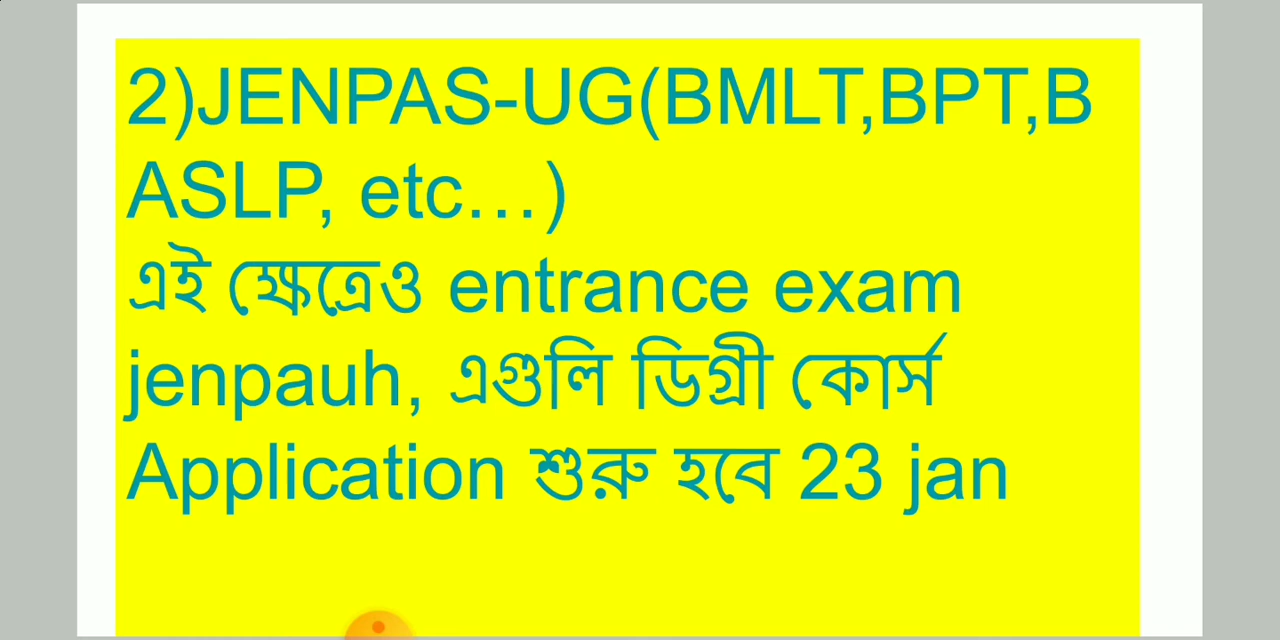 2)JENPAS-UG(BMLT,BPT,B
ASLP, etc...)
এই ক্ষেত্রেও entrance exam
jenpauh, এগুলি ডিগ্রী কোর্স
Application শুরু হবে 23 jan